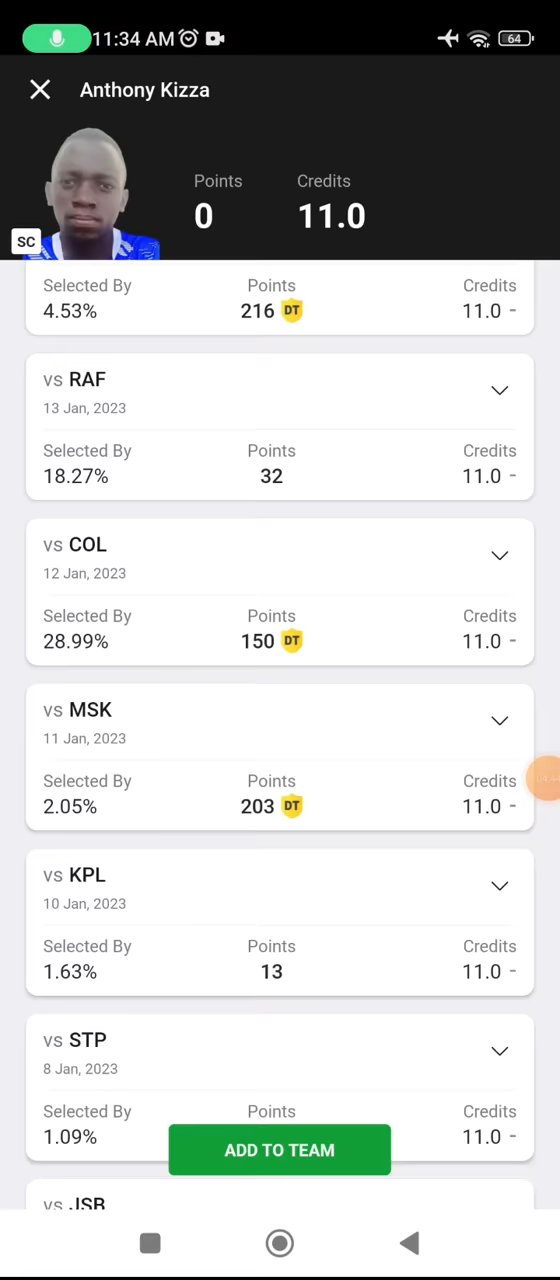 11:34 AM
64
Anthony Kizza
Points Credits
0 11.0
SC
Selected By Points Credits
4.53% 216 DT 11.0 -
vs RAF
13 Jan, 2023
Selected By Points Credits
18.27% 32 11.0 -
vs COL
12 Jan, 2023
Selected By Points Credits
28.99% 150 DT 11.0 -
vs MSK
11 Jan, 2023
Selected By Points Credits
2.05% 203 DT 11.0 -
vs KPL
10 Jan, 2023
Selected By Points Credits
1.63% 13 11.0 -
vs STP
8 Jan, 2023
Selected By Points Credits
1.09% 11.0 -
ADD TO TEAM
vs JSB